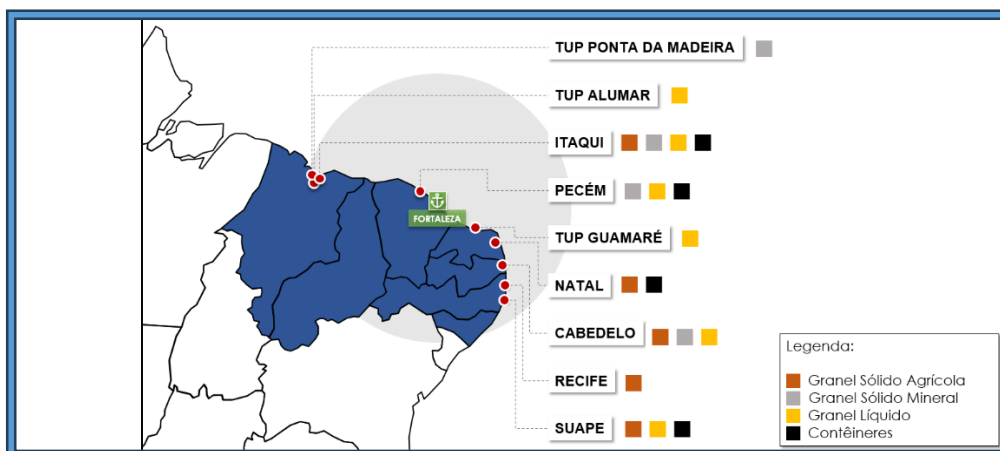 TUP PONTA DA MADEIRA
TUP ALUMAR
ITAQUI
PECÉM
FORTALEZA
TUP GUAMARÉ
NATAL
CABEDELO
RECIFE
SUAPE
Legenda:
Granel Sólido Agrícola
Granel Sólido Mineral
Granel Líquido
Contêineres